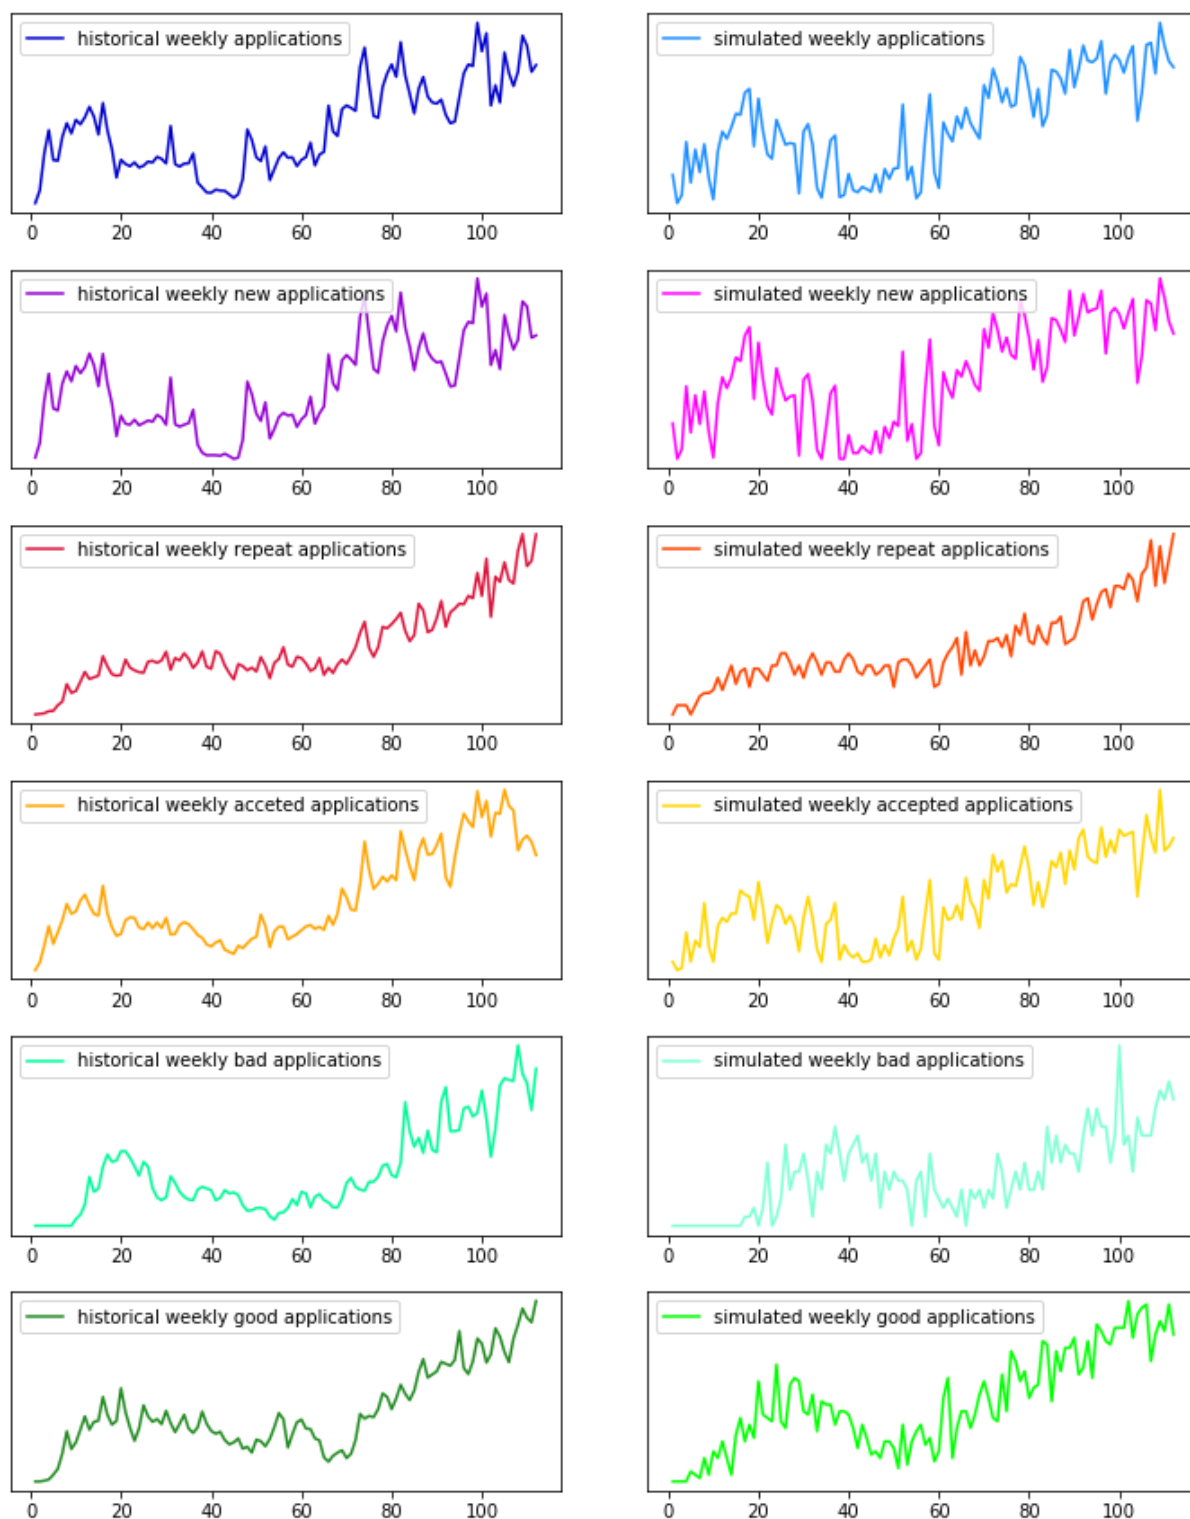 historical weekly applications
simulated weekly applications
0 20 40 60 80 100
0 20 40 60 80 100
historical weekly new applications
simulated weekly new applications
0 20 40 60 80 100
0 20 40 60 80 100
historical weekly repeat applications
simulated weekly repeat applications
0 20 40 60 80 100
0 20 40 60 80 100
historical weekly acceted applications
simulated weekly accepted applications
0 20 40 60 80 100
0 20 40 60 80 100
historical weekly bad applications
simulated weekly bad applications
0 20 40 60 80 100
0 20 40 60 80 100
historical weekly good applications
simulated weekly good applications
0 20 40 60 80 100
0 20 40 60 80 100